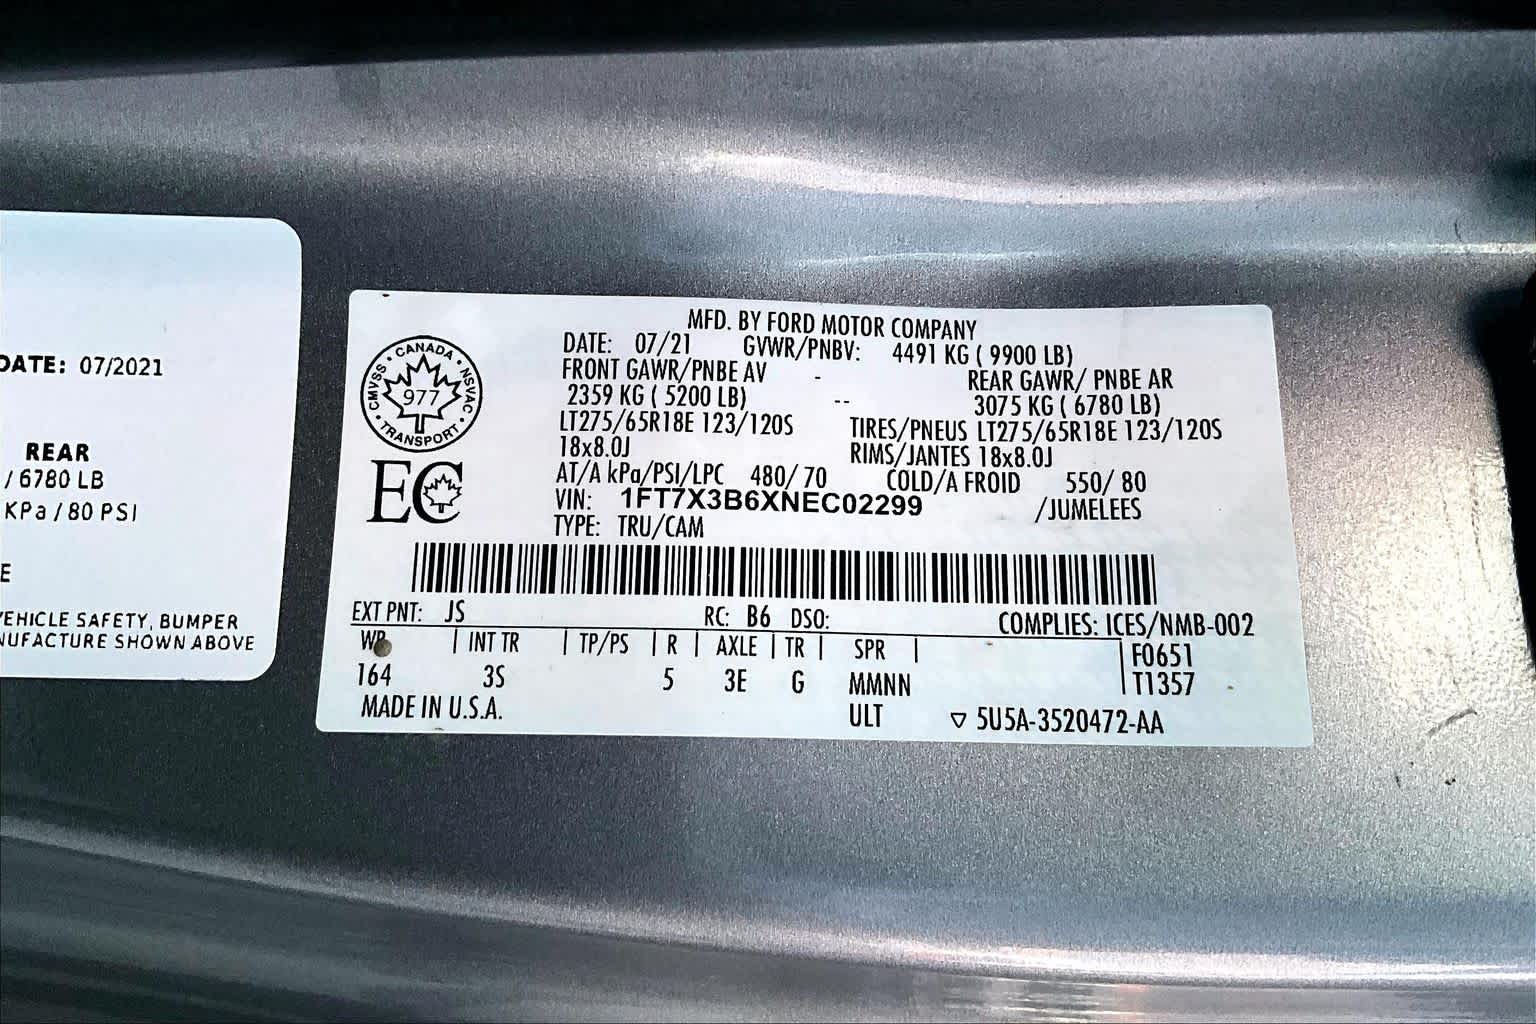 DATE: 07/2021
REAR
/ 6780 LB
KPa / 80 PSI
E
VEHICLE SAFETY, BUMPER
NUFACTURE SHOWN ABOVE
MFD. BY FORD MOTOR COMPANY
DATE: 07/21 GVWR/PNBV: 4491 KG ( 9900 LB)
FRONT GAWR/PNBE AV - REAR GAWR/ PNBE AR
2359 KG ( 5200 LB) -- 3075 KG ( 6780 LB)
LT275/65R18E 123/120S TIRES/PNEUS LT275/65R18E 123/120S
18x8.0J RIMS/JANTES 18x8.0J
AT/A kPa/PSI/LPC 480/ 70 COLD/A FROID 550/ 80
VIN: 1FT7X3B6XNEC02299 /JUMELEES
TYPE: TRU/CAM
CANADA
CMVSS NSVAC
977
TRANSPORT
EC
EXT PNT: JS RC: B6 DSO: COMPLIES: ICES/NMB-002
WB | INT TR | TP/PS | R | AXLE | TR | SPR | F0651
164 3S 5 3E G MMNN T1357
MADE IN U.S.A. ULT ▽ 5U5A-3520472-AA